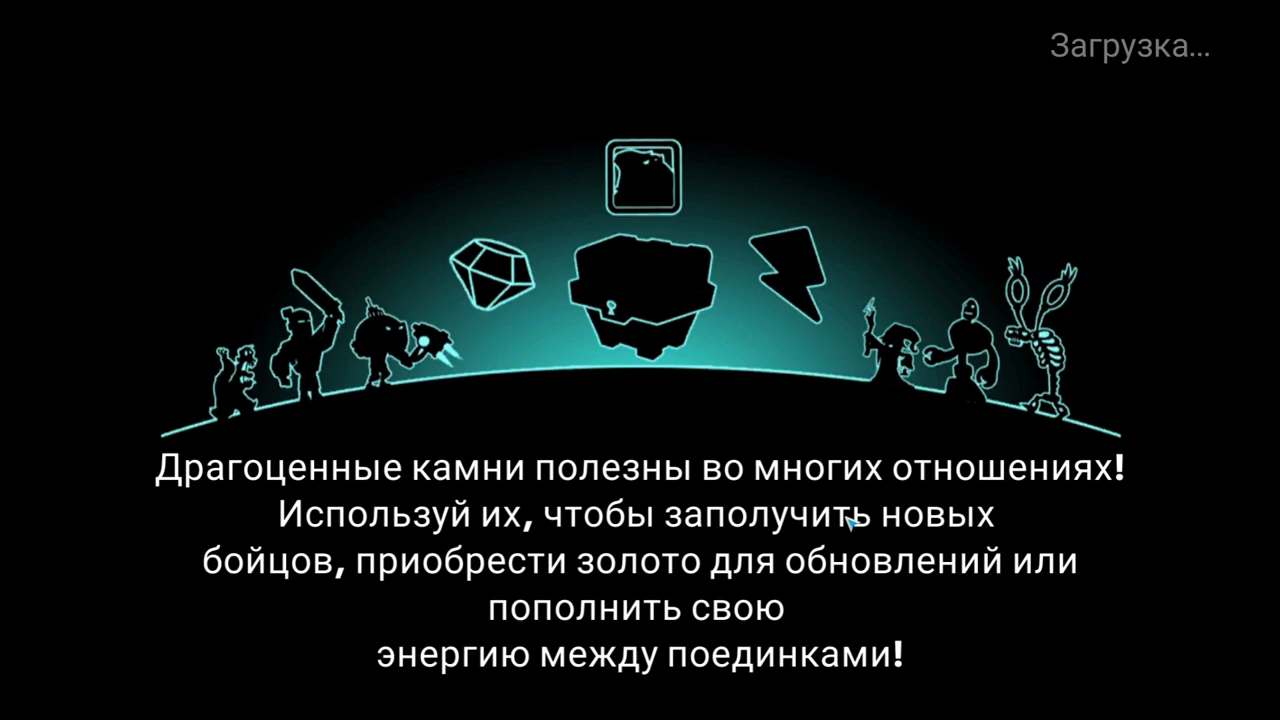 Загрузка...
Драгоценные камни полезны во многих отношениях!
Используй их, чтобы заполучить новых
бойцов, приобрести золото для обновлений или
пополнить свою
энергию между поединками!